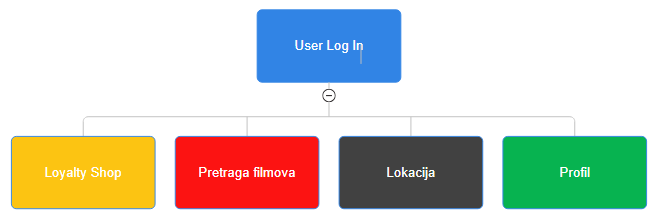 User Log In
Loyalty Shop
Pretraga filmova
Lokacija
Profil